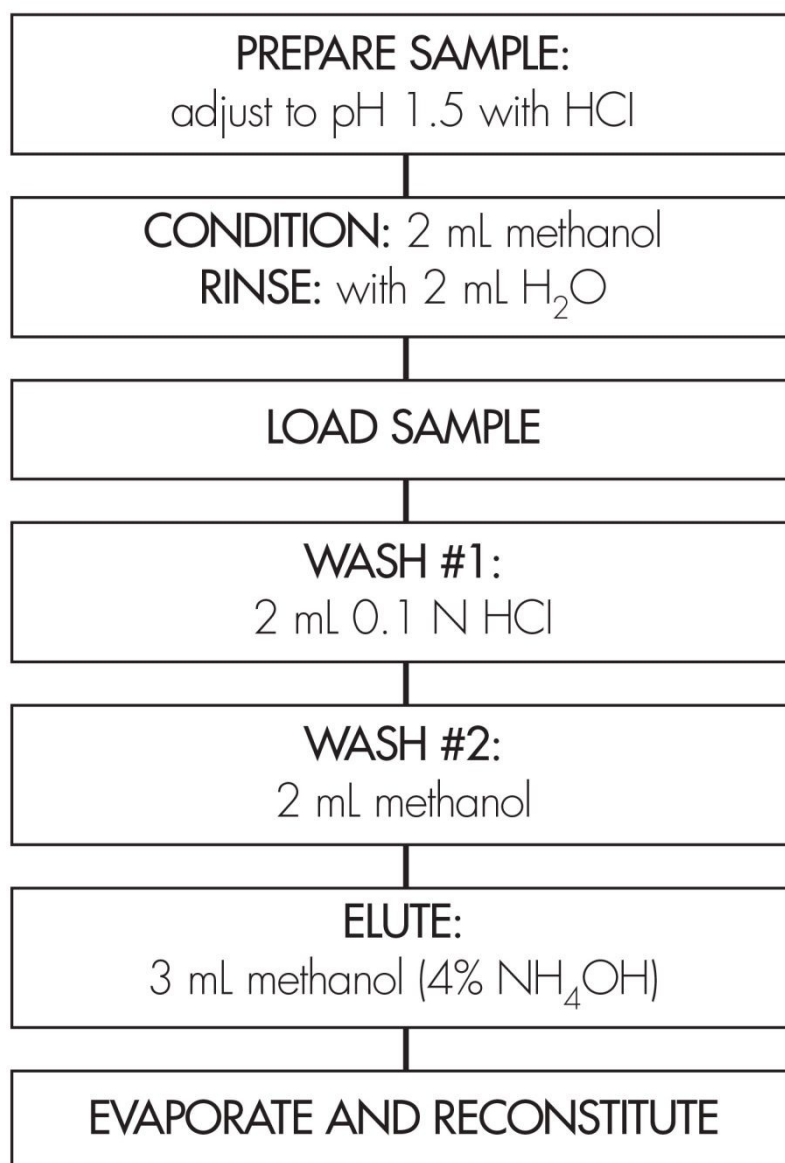 PREPARE SAMPLE:
adjust to pH 1.5 with HCl
CONDITION: 2 mL methanol
RINSE: with 2 mL H₂O
LOAD SAMPLE
WASH #1:
2 mL 0.1 N HCl
WASH #2:
2 mL methanol
ELUTE:
3 mL methanol (4% NH₄OH)
EVAPORATE AND RECONSTITUTE